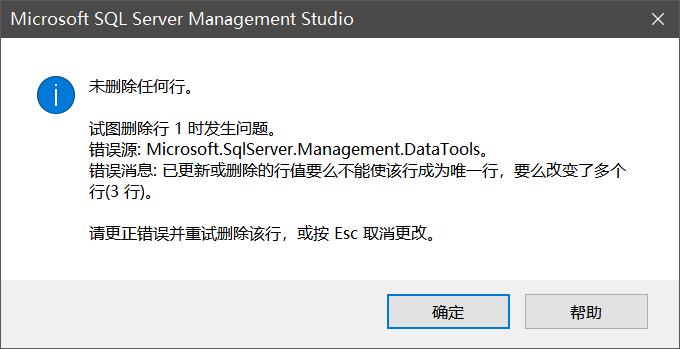 Microsoft SQL Server Management Studio
未删除任何行。
试图删除行 1 时发生问题。
错误源: Microsoft.SqlServer.Management.DataTools。
错误消息: 已更新或删除的行值要么不能使该行成为唯一行，要么改变了多个
行(3 行)。
请更正错误并重试删除该行，或按 Esc 取消更改。
确定
帮助